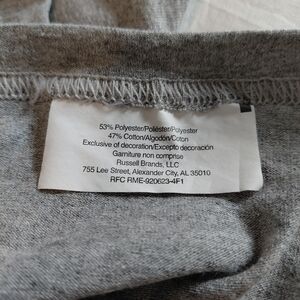 53% Polyester/Poliéster/Polyester
47% Cotton/Algodón/Coton
Exclusive of decoration/Excepto decoración
Garniture non comprise
Russell Brands, LLC
755 Lee Street, Alexander City, AL 35010
RFC RME-920623-4F1